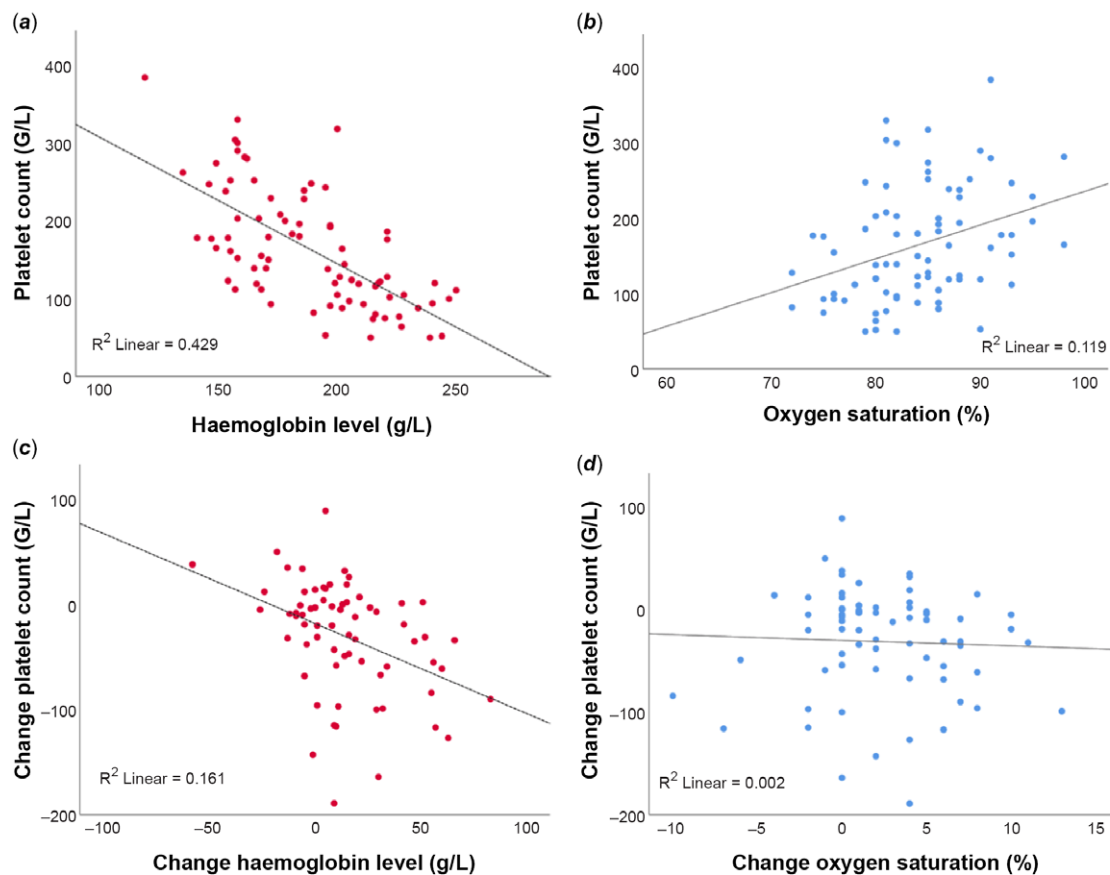 (a)
Platelet count (G/L)
400
300
200
100
0
R² Linear = 0.429
100
150
200
250
Haemoglobin level (g/L)
(b)
Platelet count (G/L)
400
300
200
100
0
R² Linear = 0.119
60
70
80
90
100
Oxygen saturation (%)
(c)
Change platelet count (G/L)
100
0
−100
−200
R² Linear = 0.161
−100
−50
0
50
100
Change haemoglobin level (g/L)
(d)
Change platelet count (G/L)
100
0
−100
−200
R² Linear = 0.002
−10
−5
0
5
10
15
Change oxygen saturation (%)